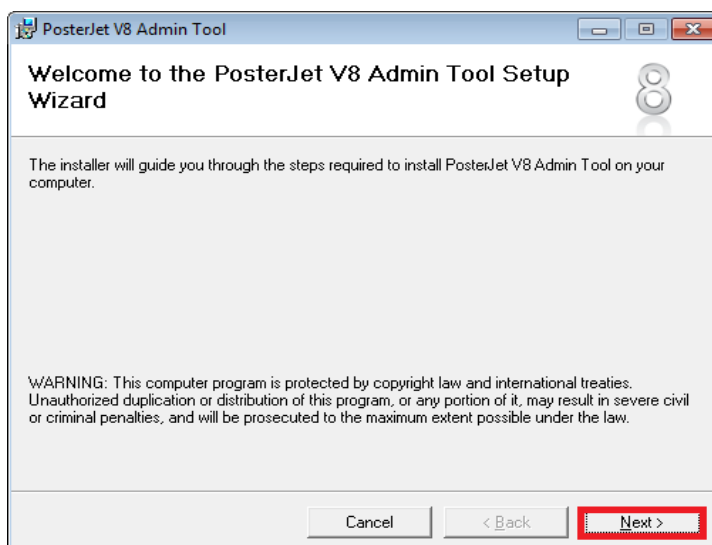 PosterJet V8 Admin Tool
Welcome to the PosterJet V8 Admin Tool Setup
Wizard
8
The installer will guide you through the steps required to install PosterJet V8 Admin Tool on your
computer.
WARNING: This computer program is protected by copyright law and international treaties.
Unauthorized duplication or distribution of this program, or any portion of it, may result in severe civil
or criminal penalties, and will be prosecuted to the maximum extent possible under the law.
Cancel
< Back
Next >